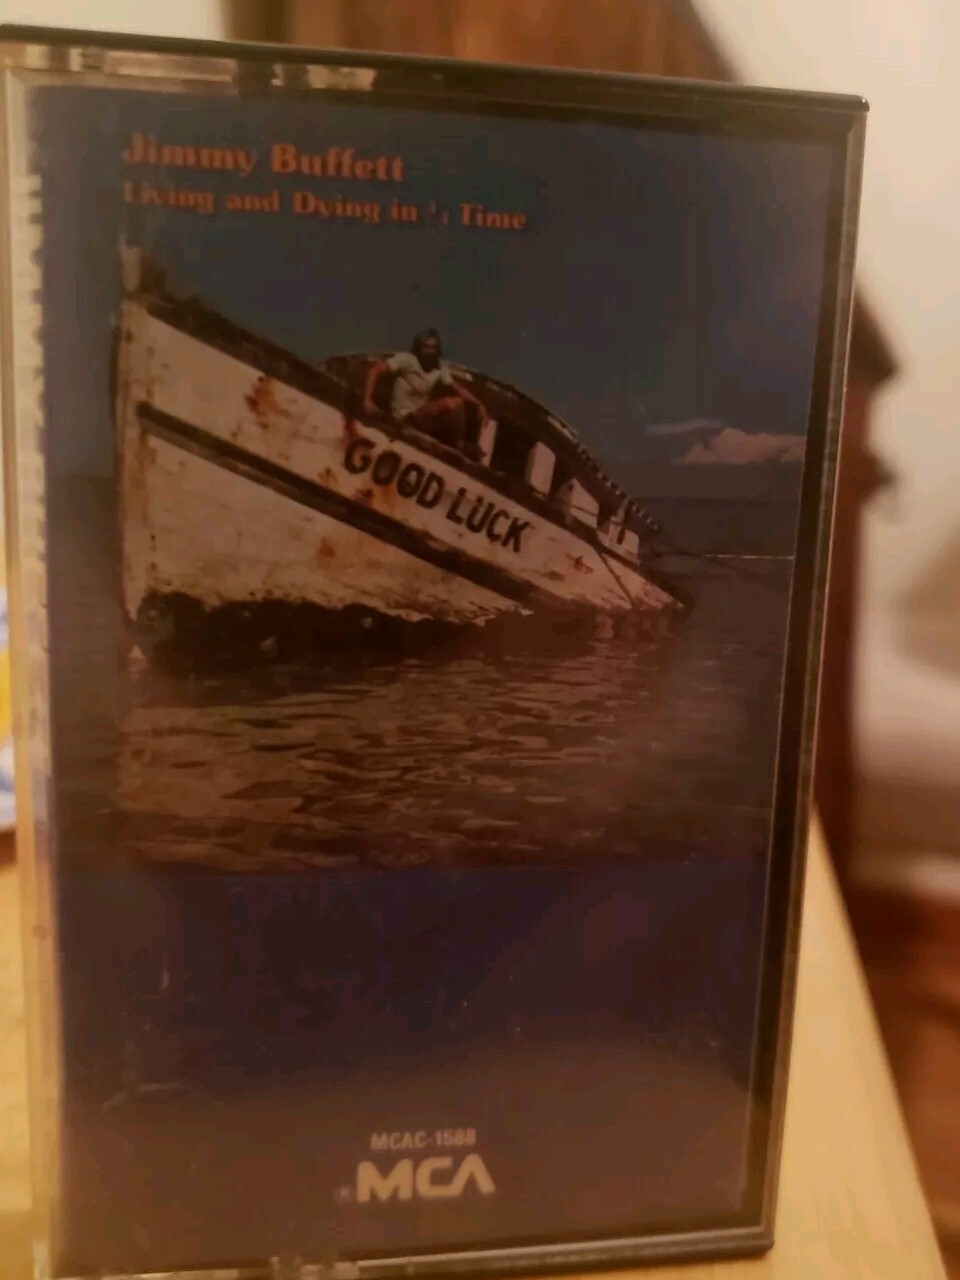 Jimmy Buffett
Living and Dying in ¾ Time
GOOD LUCK
MCAC-1588
® MCA